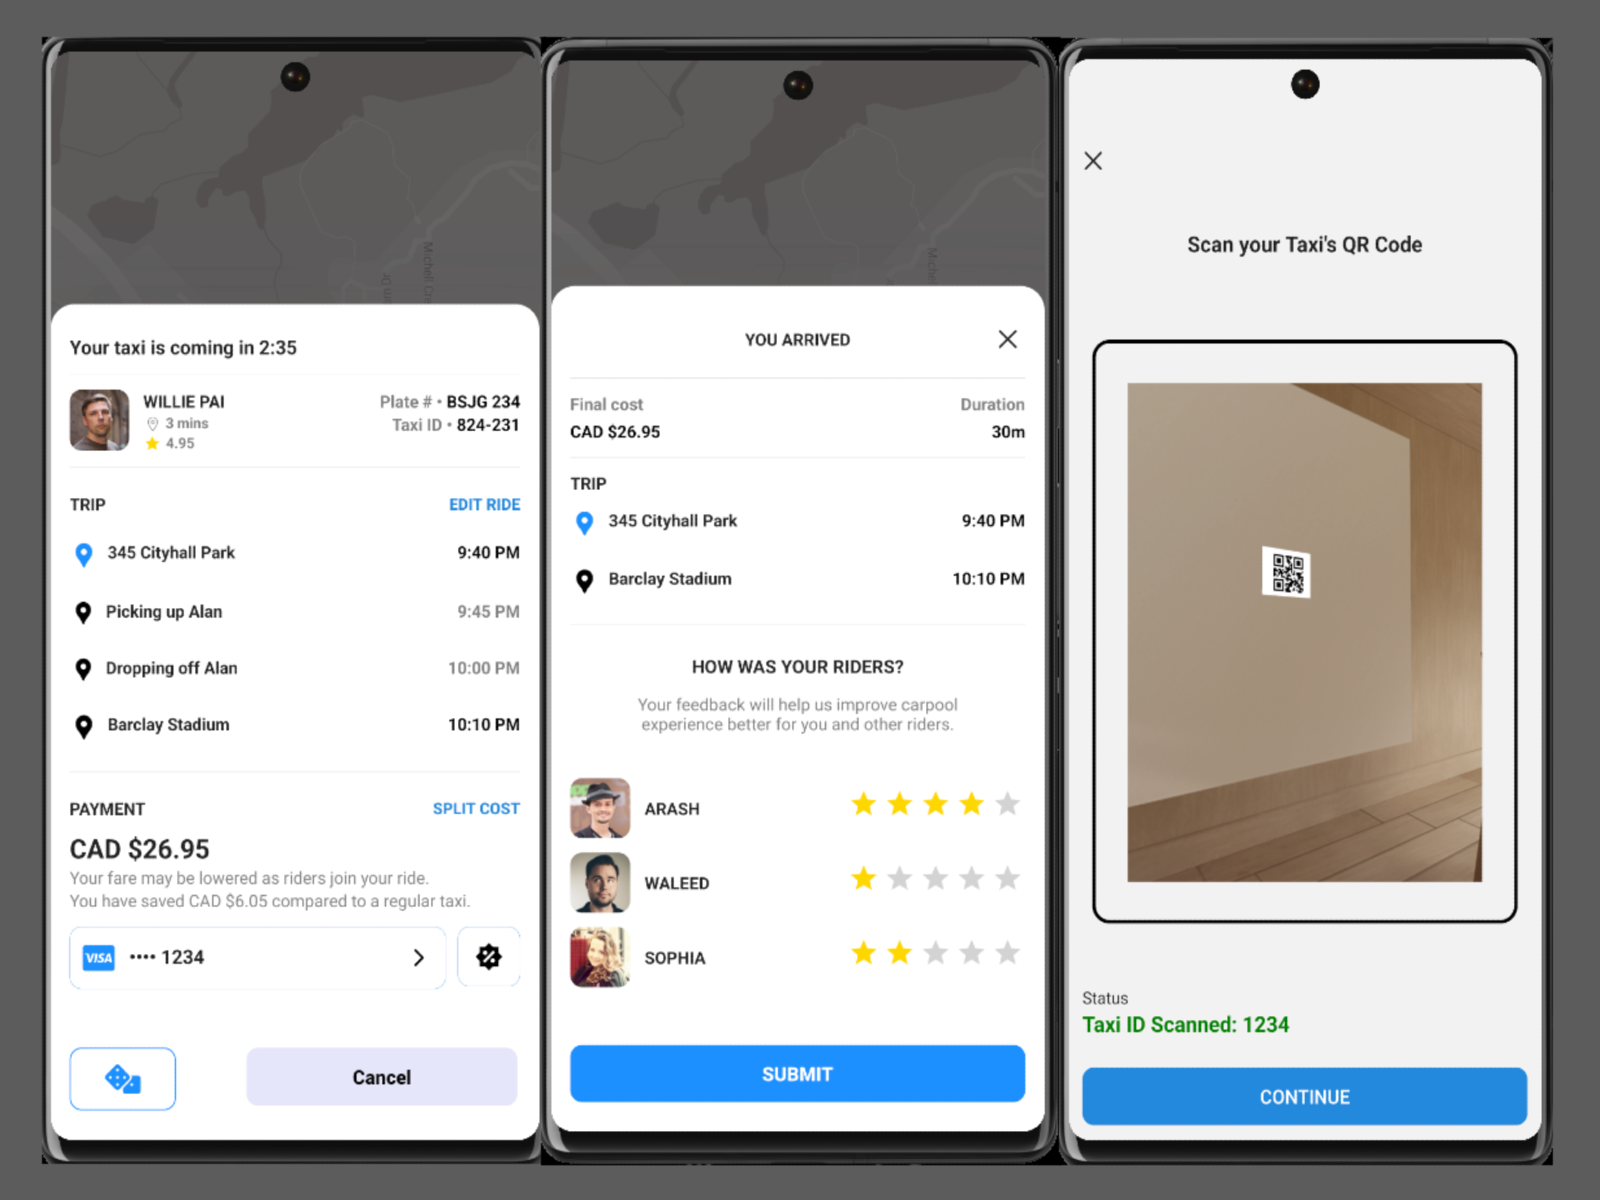 Your taxi is coming in 2:35
WILLIE PAI
3 mins
4.95
Plate # • BSJG 234
Taxi ID • 824-231
TRIP
EDIT RIDE
345 Cityhall Park 9:40 PM
Picking up Alan 9:45 PM
Dropping off Alan 10:00 PM
Barclay Stadium 10:10 PM
PAYMENT
SPLIT COST
CAD $26.95
Your fare may be lowered as riders join your ride.
You have saved CAD $6.05 compared to a regular taxi.
VISA •••• 1234
Cancel
YOU ARRIVED
Final cost
Duration
CAD $26.95
30m
TRIP
345 Cityhall Park 9:40 PM
Barclay Stadium 10:10 PM
HOW WAS YOUR RIDERS?
Your feedback will help us improve carpool
experience better for you and other riders.
ARASH
WALEED
SOPHIA
SUBMIT
Scan your Taxi's QR Code
Status
Taxi ID Scanned: 1234
CONTINUE